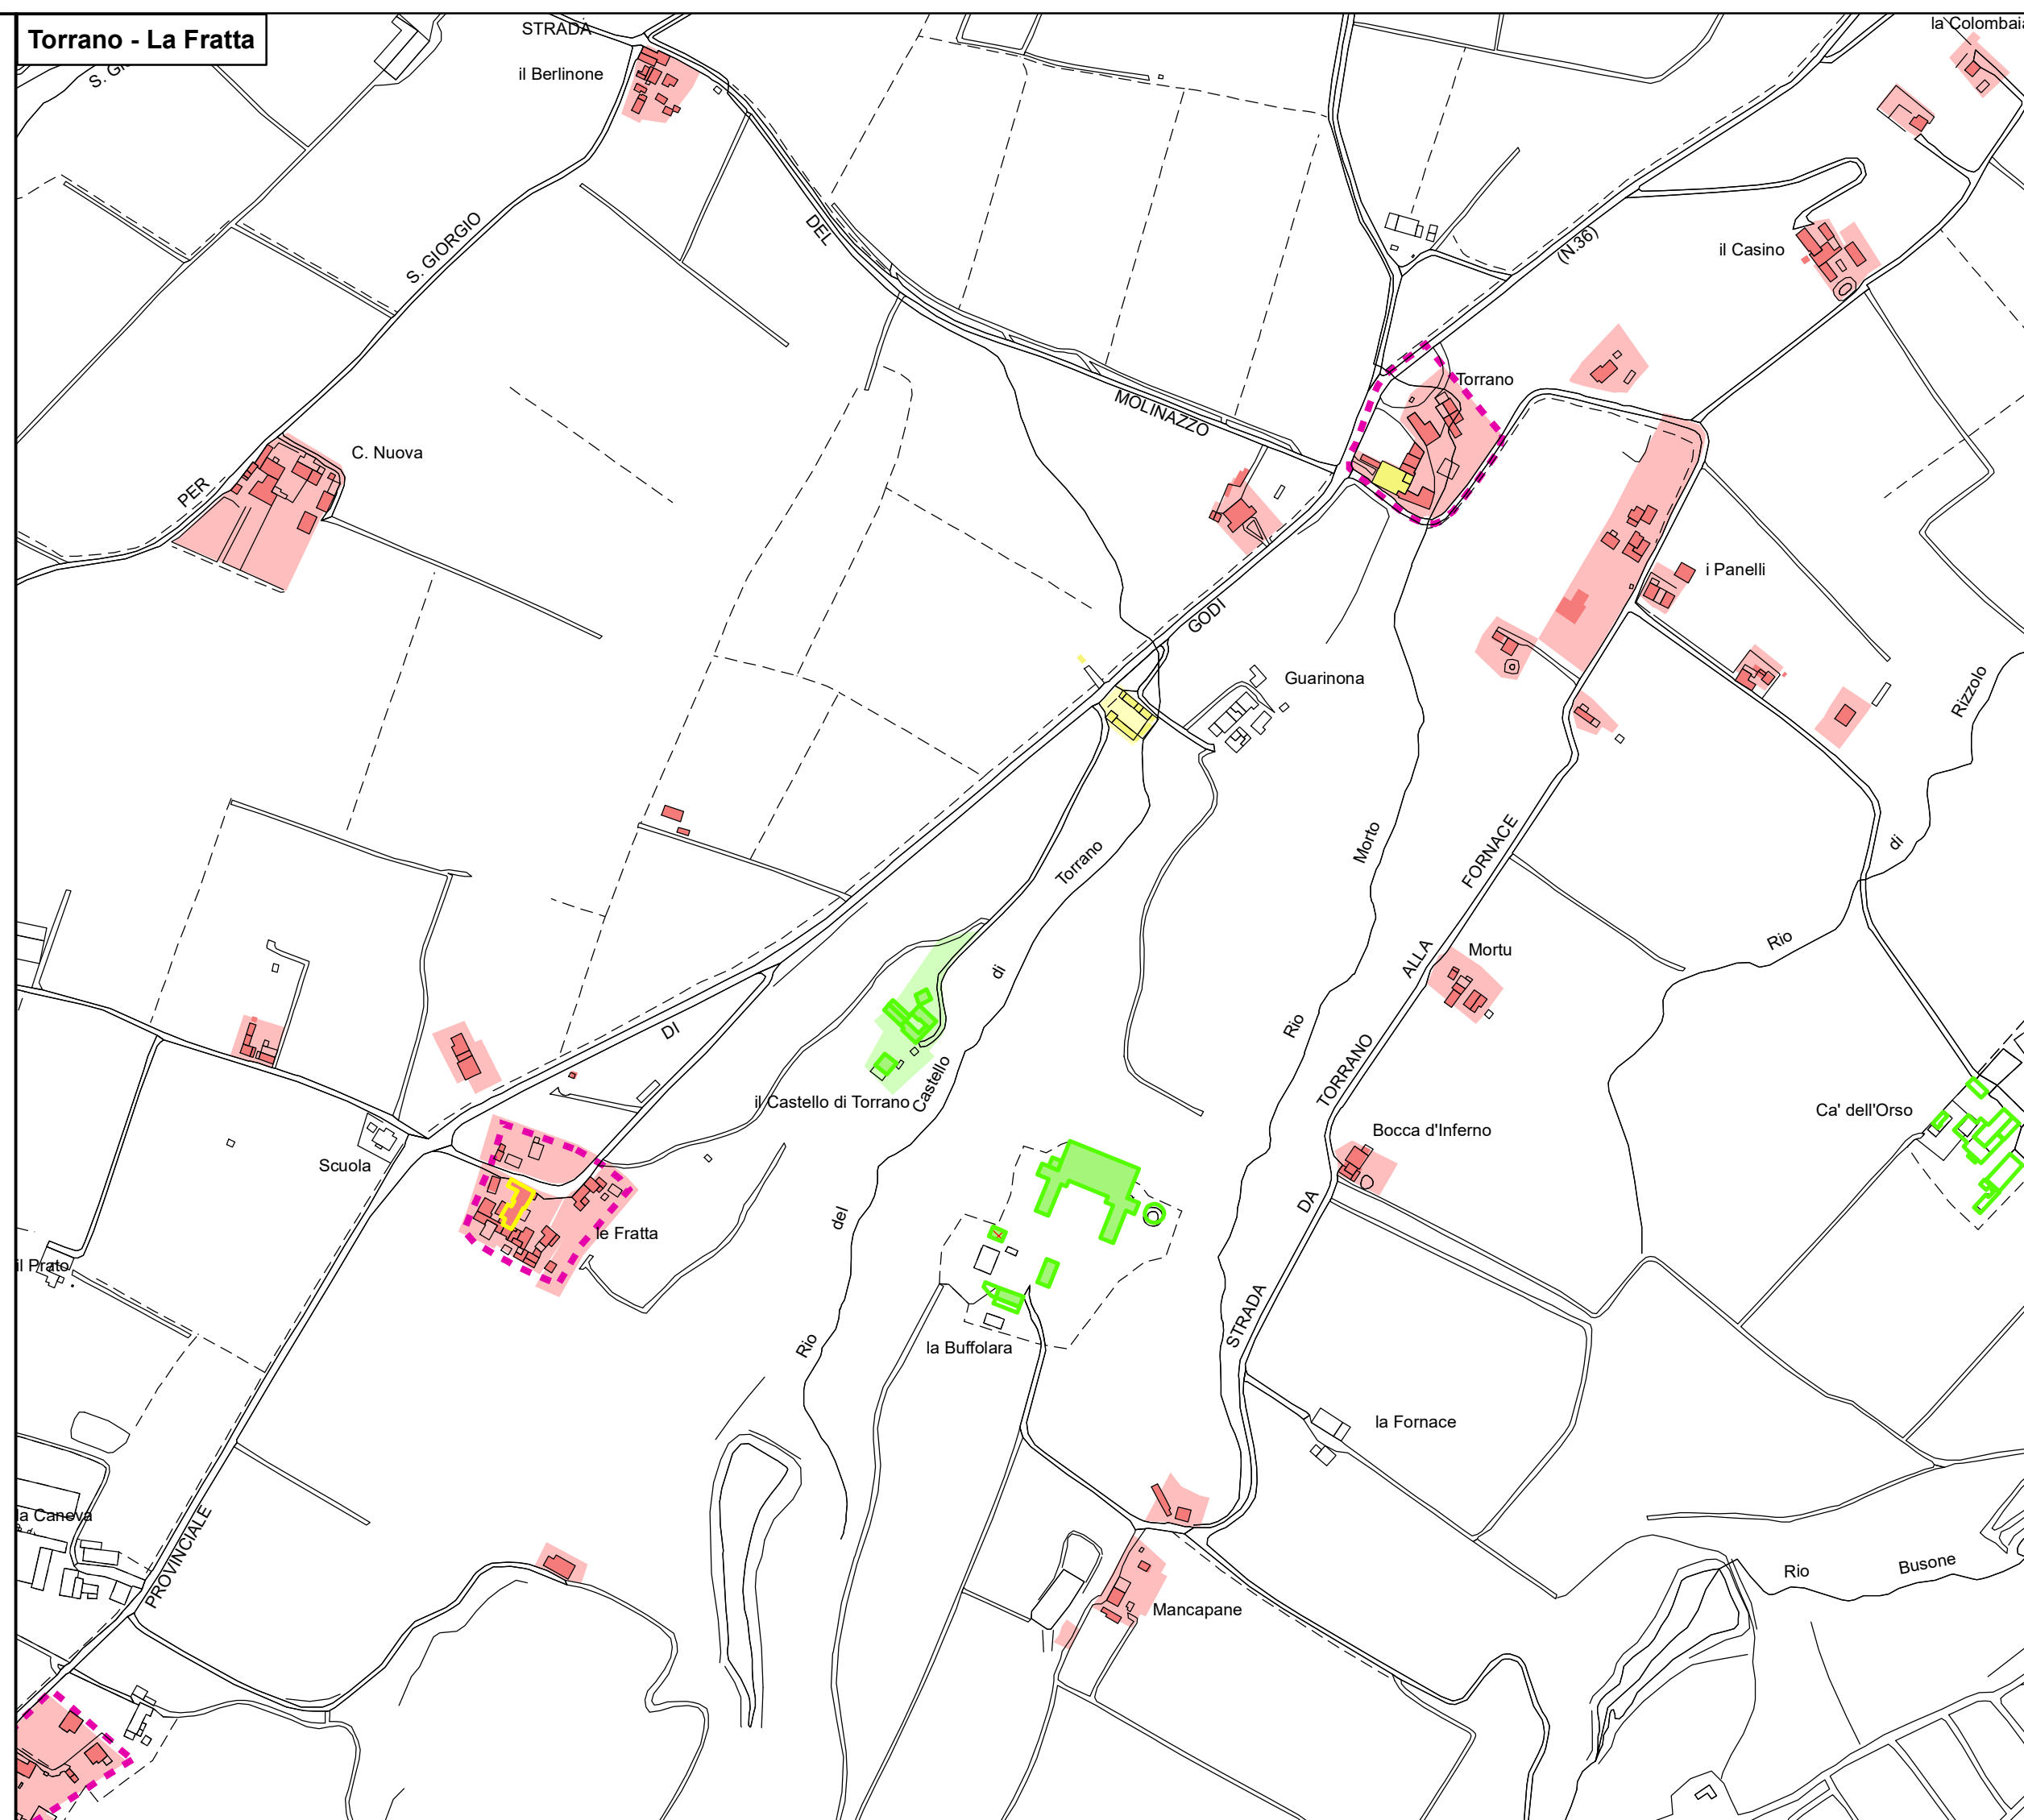 Torrano - La Fratta
STRADA
la Colombaia
S. Gi
il Berlinone
DEL
S. GIORGIO
(N.36)
il Casino
Torrano
MOLINAZZO
C. Nuova
PER
i Panelli
GODI
Guarinona
Rizzolo
Morto
di
Torrano
FORNACE
Rio
Mortu
ALLA
di
Rio
DI
TORRANO
Castello
il Castello di Torrano
Ca' dell'Orso
Bocca d'Inferno
Scuola
DA
del
le Fratta
il Prato
STRADA
Rio
la Buffolara
la Fornace
la Caneva
PROVINCIALE
Rio
Busone
Mancapane